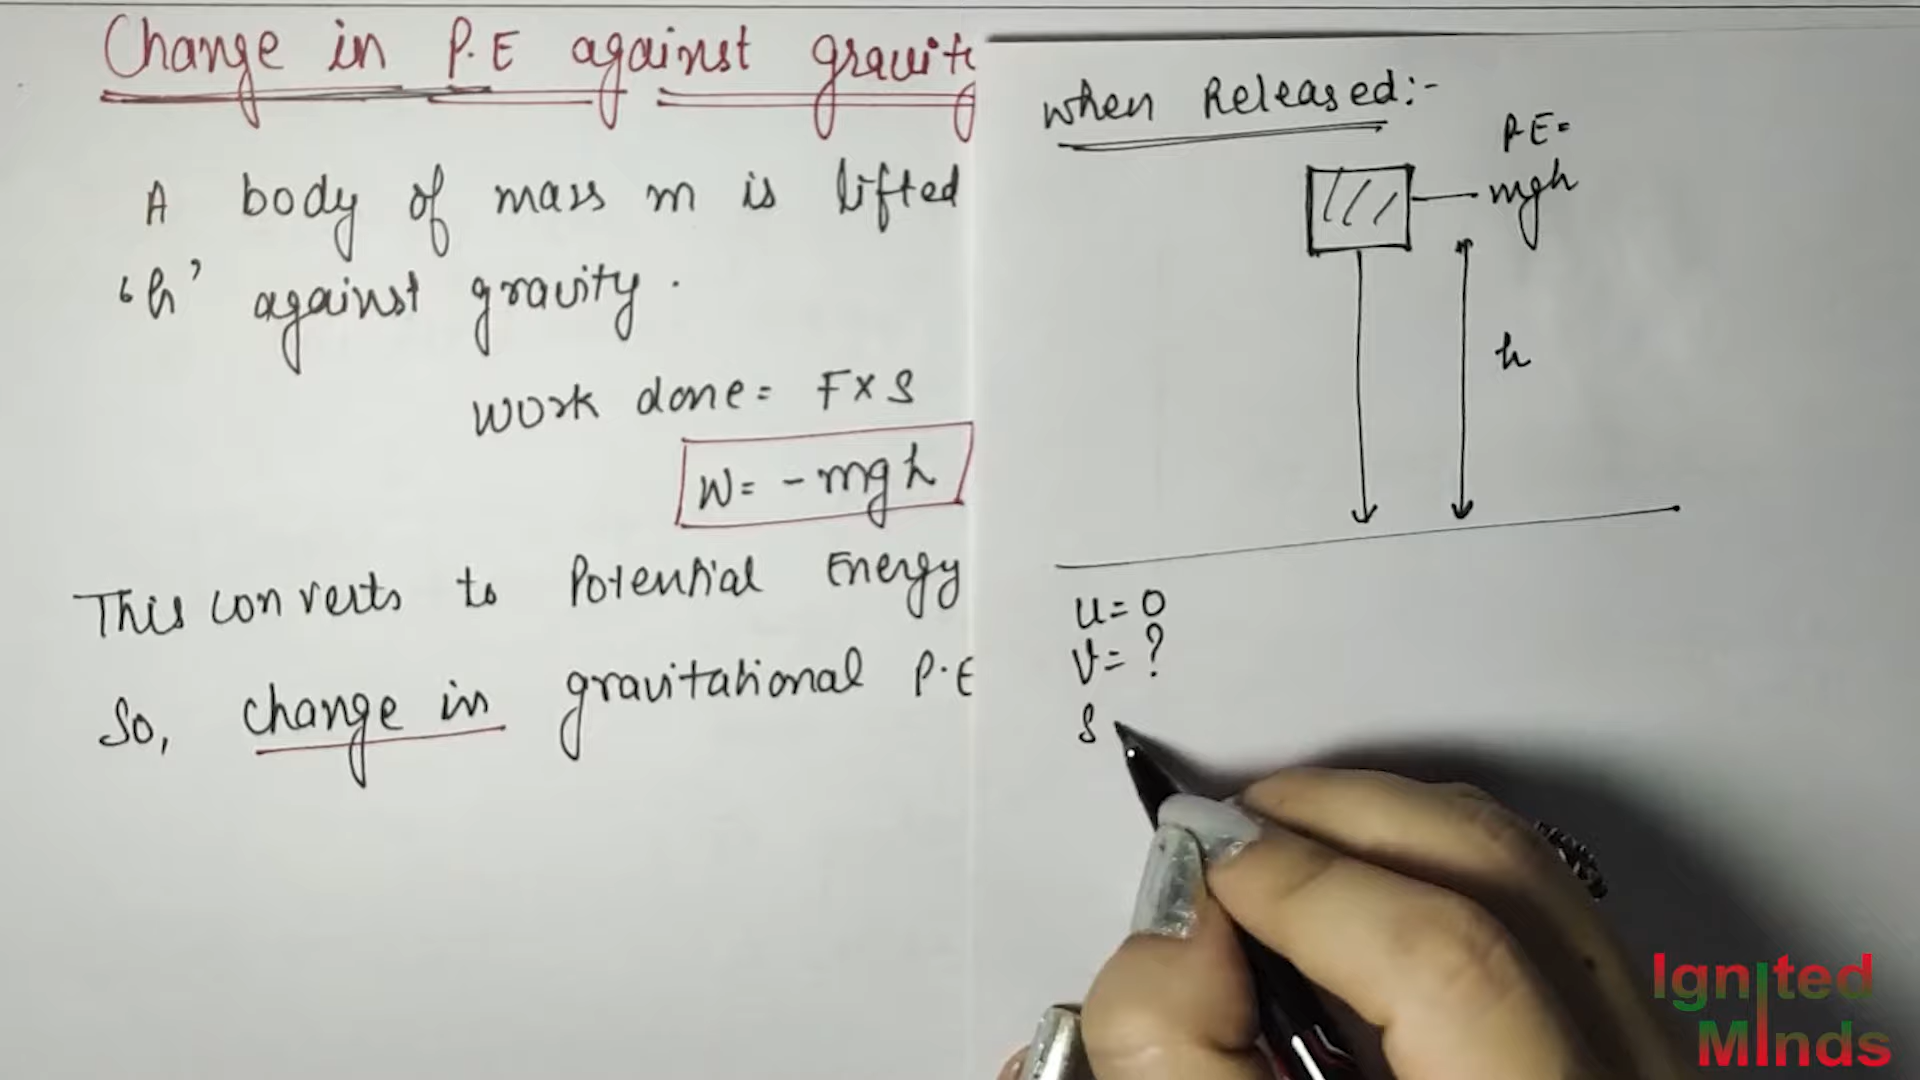 Change in P.E against gravity
A body of mass m is lifted
'h' against gravity.
Work done = F x S
W = - mgh
This converts to Potential Energy
So, change in gravitational P.E
When Released:-
P.E =
mgh
h
u = 0
v = ?
S
Ignited
Minds